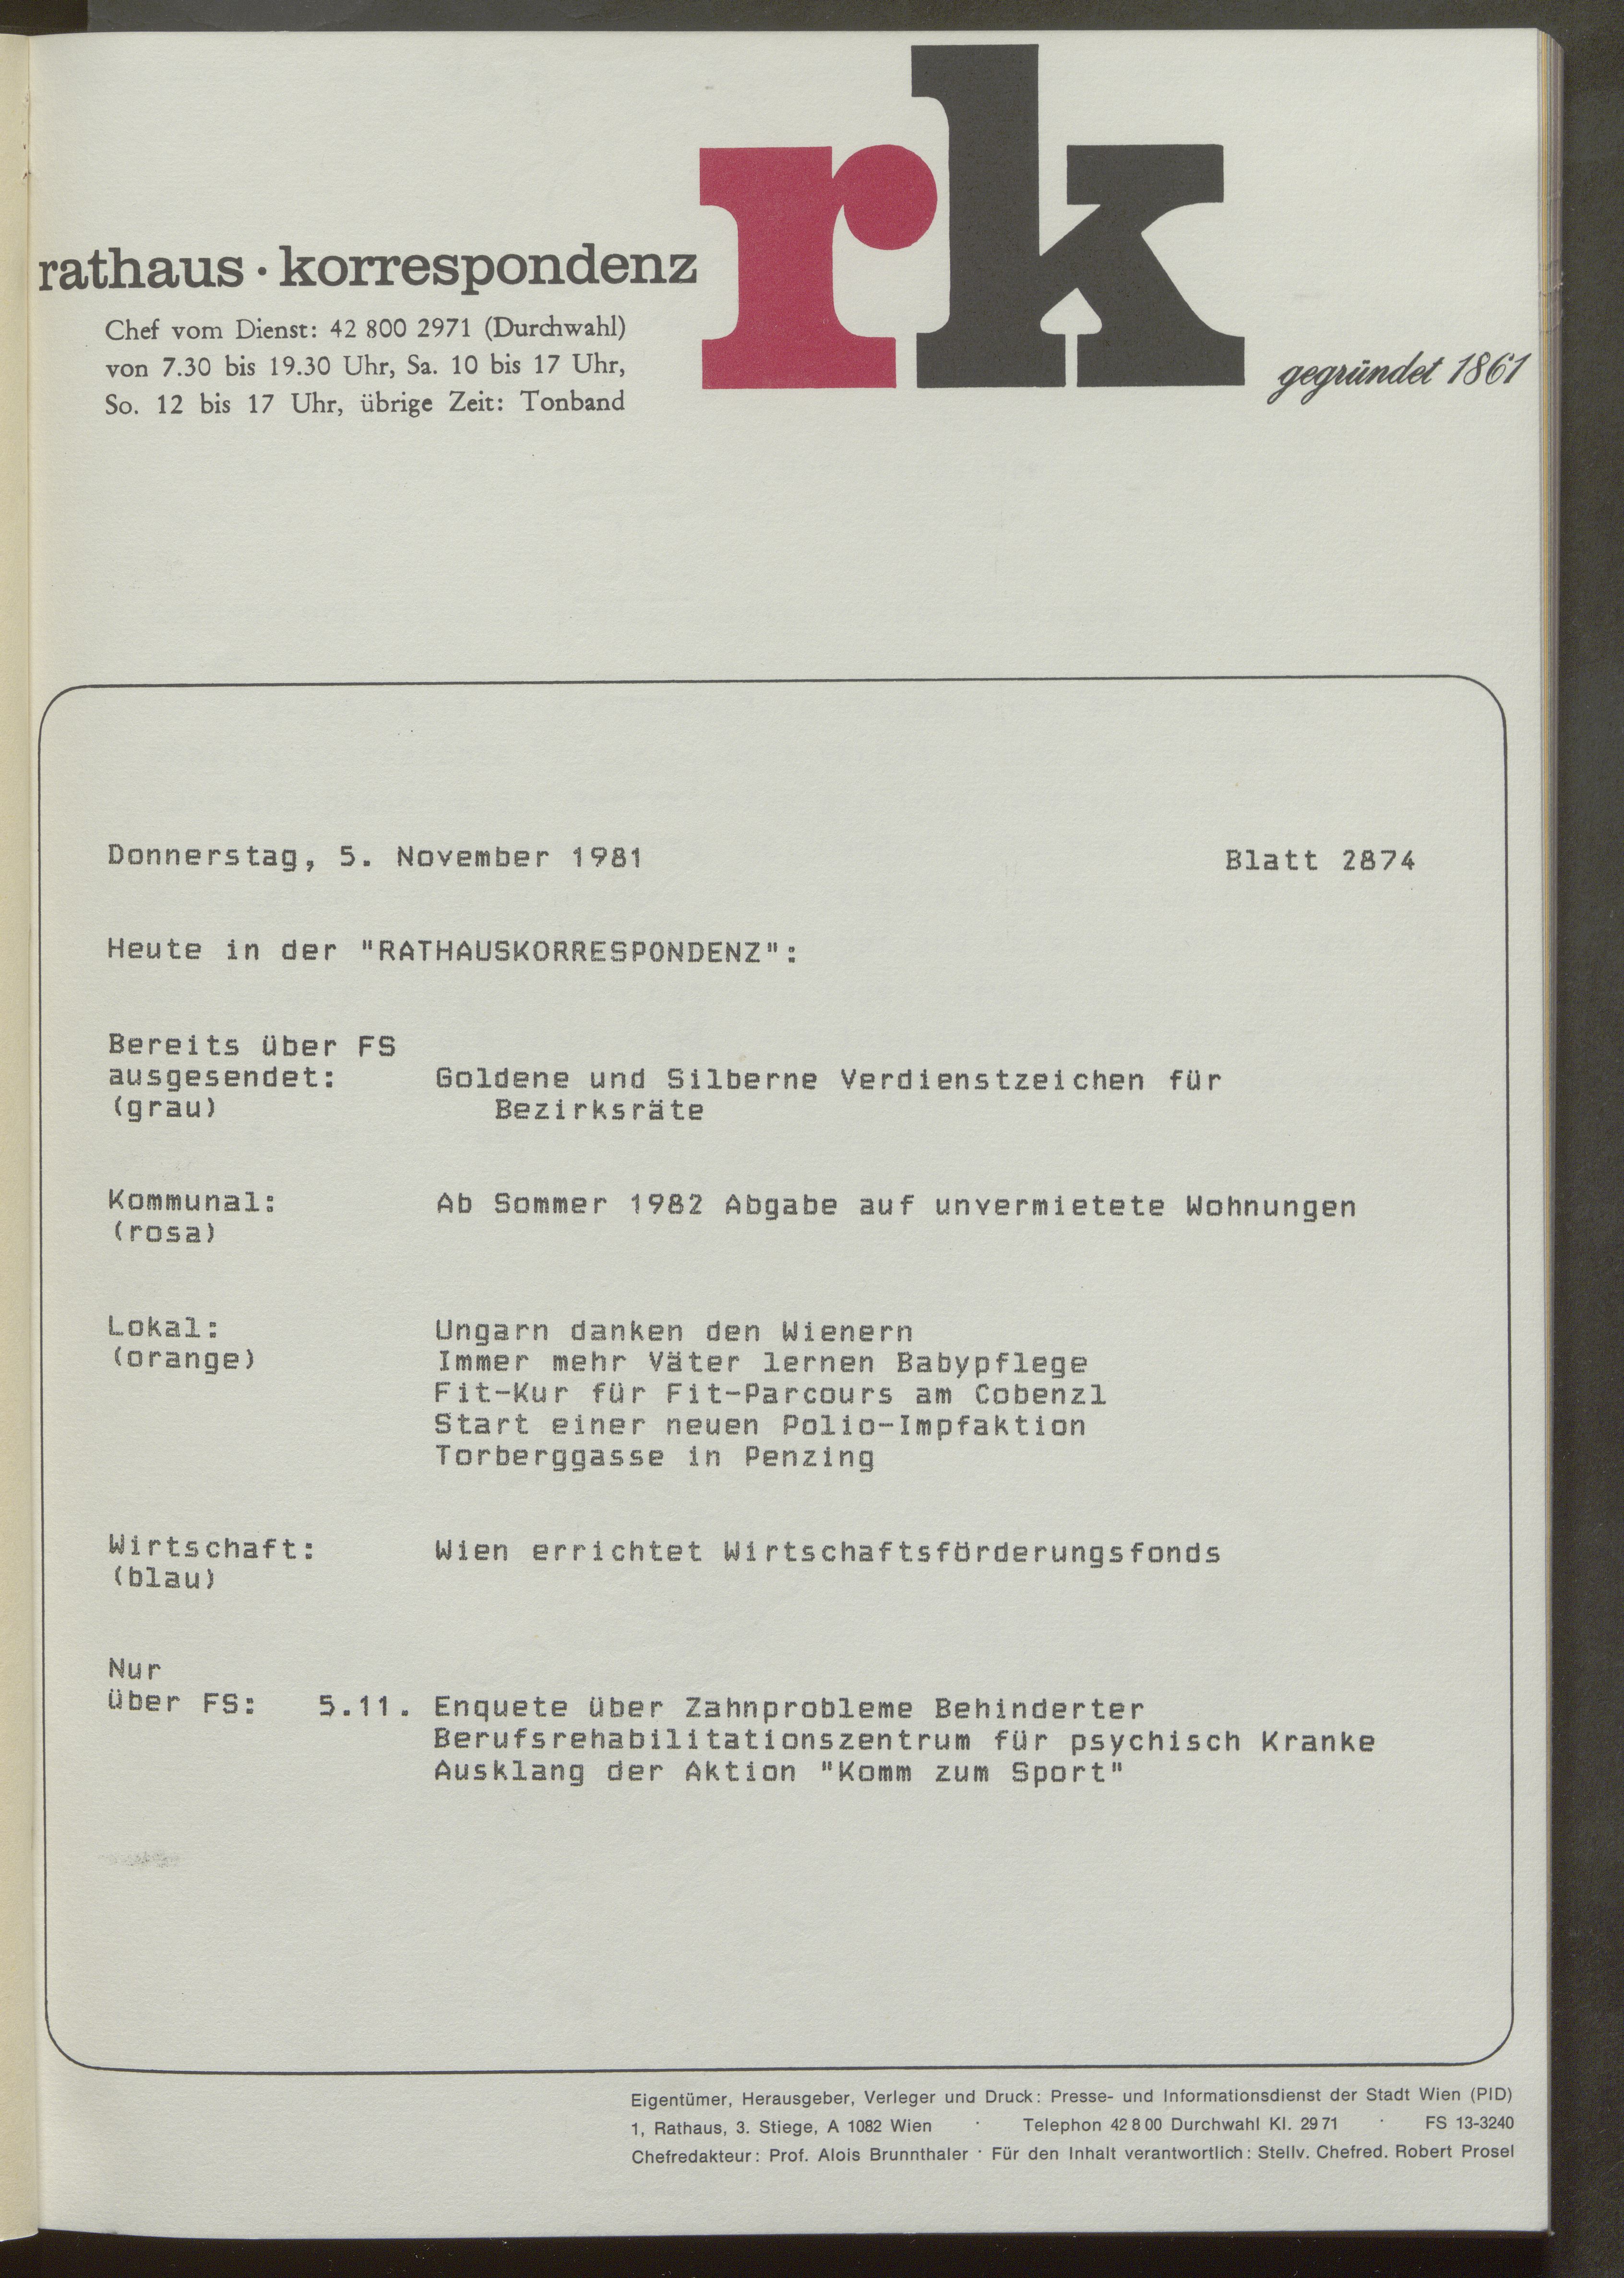 rk
rathaus · korrespondenz
Chef vom Dienst: 42 800 2971 (Durchwahl)
von 7.30 bis 19.30 Uhr, Sa. 10 bis 17 Uhr,
So. 12 bis 17 Uhr, übrige Zeit: Tonband
gegründet 1861
Donnerstag, 5. November 1981 Blatt 2874
Heute in der "RATHAUSKORRESPONDENZ":
Bereits über FS
ausgesendet: Goldene und Silberne Verdienstzeichen für
(grau) Bezirksräte
Kommunal: Ab Sommer 1982 Abgabe auf unvermietete Wohnungen
(rosa)
Lokal: Ungarn danken den Wienern
(orange) Immer mehr Väter lernen Babypflege
Fit-Kur für Fit-Parcours am Cobenzl
Start einer neuen Polio-Impfaktion
Torberggasse in Penzing
Wirtschaft: Wien errichtet Wirtschaftsförderungsfonds
(blau)
Nur
über FS: 5.11. Enquete über Zahnprobleme Behinderter
Berufsrehabilitationszentrum für psychisch Kranke
Ausklang der Aktion "Komm zum Sport"
Eigentümer, Herausgeber, Verleger und Druck: Presse- und Informationsdienst der Stadt Wien (PID)
1, Rathaus, 3. Stiege, A 1082 Wien · Telephon 42 8 00 Durchwahl Kl. 29 71 · FS 13-3240
Chefredakteur: Prof. Alois Brunnthaler · Für den Inhalt verantwortlich: Stellv. Chefred. Robert Prosel